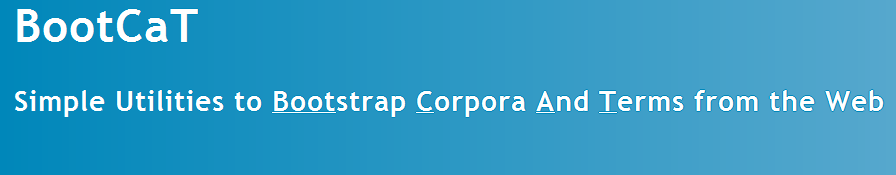 BootCaT
Simple Utilities to Bootstrap Corpora And Terms from the Web